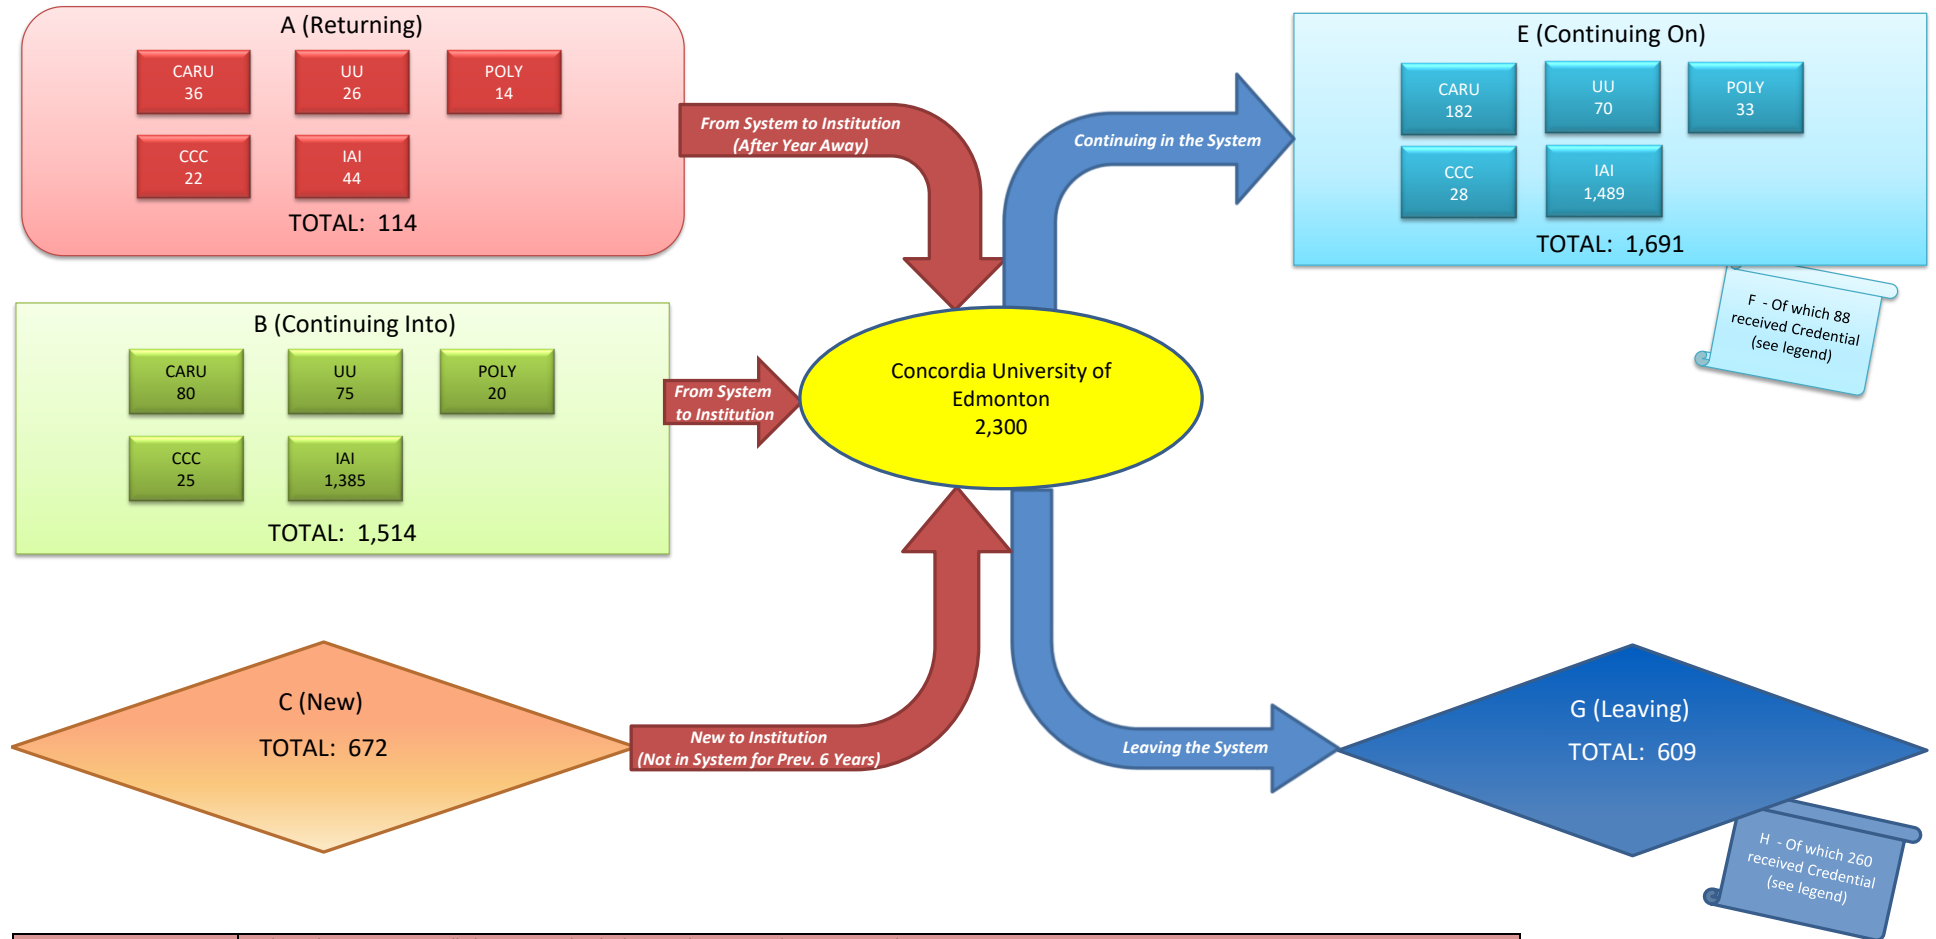 A (Returning)
CARU
36
UU
26
POLY
14
CCC
22
IAI
44
TOTAL: 114
From System to Institution
(After Year Away)
B (Continuing Into)
CARU
80
UU
75
POLY
20
CCC
25
IAI
1,385
TOTAL: 1,514
From System
to Institution
C (New)
TOTAL: 672
New to Institution
(Not in System for Prev. 6 Years)
Concordia University of
Edmonton
2,300
Continuing in the System
E (Continuing On)
CARU
182
UU
70
POLY
33
CCC
28
IAI
1,489
TOTAL: 1,691
F - Of which 88
received Credential
(see legend)
Leaving the System
G (Leaving)
TOTAL: 609
H - Of which 260
received Credential
(see legend)